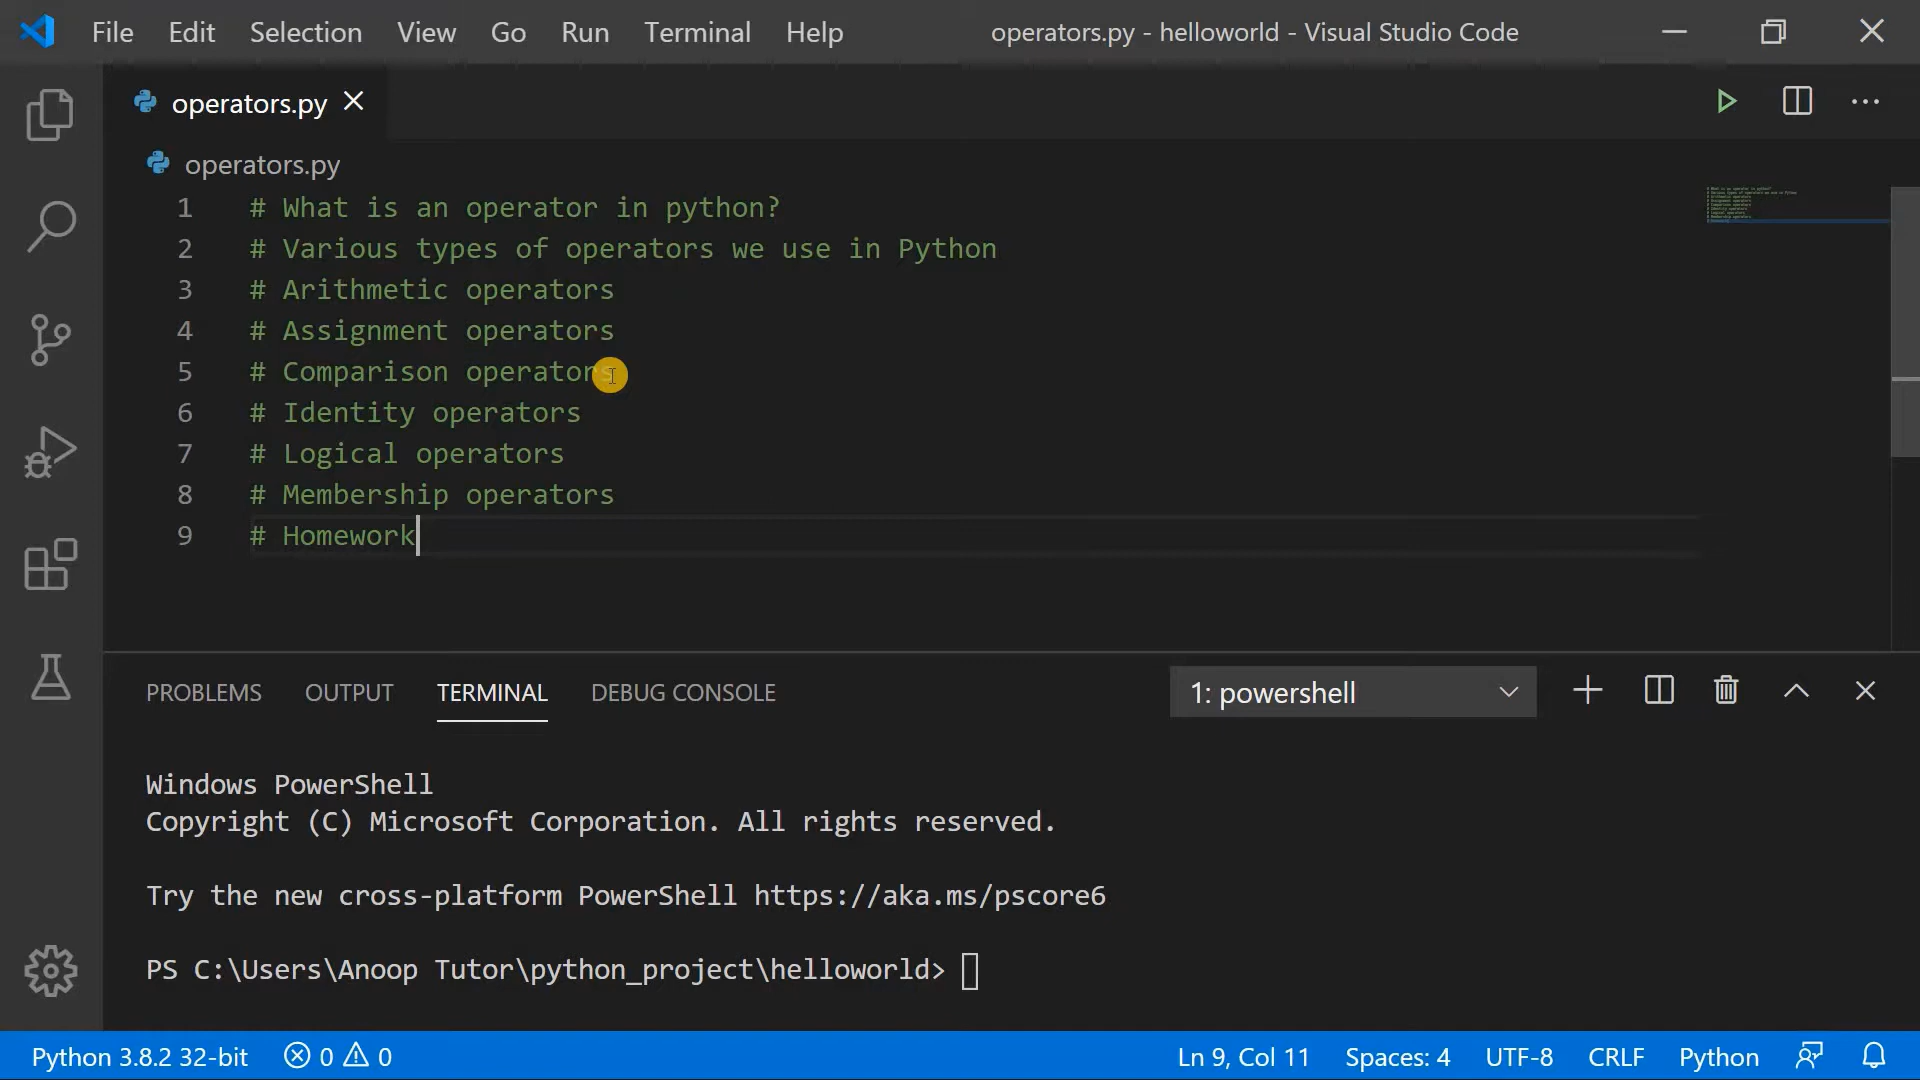 File Edit Selection View Go Run Terminal Help operators.py - helloworld - Visual Studio Code
operators.py
operators.py
1 # What is an operator in python?
2 # Various types of operators we use in Python
3 # Arithmetic operators
4 # Assignment operators
5 # Comparison operators
6 # Identity operators
7 # Logical operators
8 # Membership operators
9 # Homework
PROBLEMS OUTPUT TERMINAL DEBUG CONSOLE 1: powershell
Windows PowerShell
Copyright (C) Microsoft Corporation. All rights reserved.
Try the new cross-platform PowerShell https://aka.ms/pscore6
PS C:\Users\Anoop Tutor\python_project\helloworld>
Python 3.8.2 32-bit 0 0 Ln 9, Col 11 Spaces: 4 UTF-8 CRLF Python